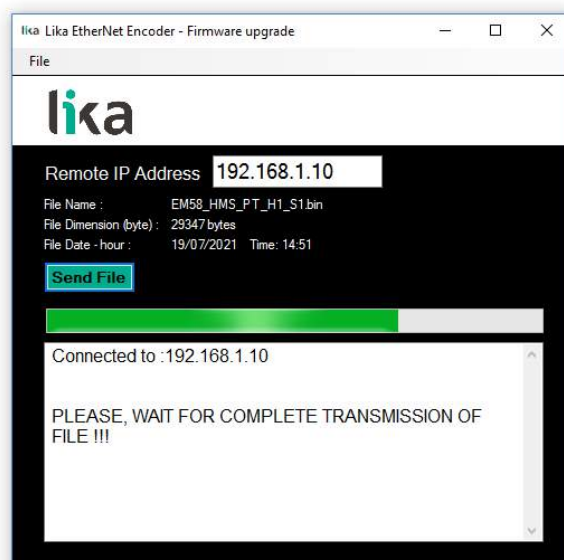 lika Lika EtherNet Encoder - Firmware upgrade
File
lika
Remote IP Address 192.168.1.10
File Name : EM58_HMS_PT_H1_S1.bin
File Dimension (byte) : 29347 bytes
File Date - hour : 19/07/2021 Time: 14:51
Send File
Connected to :192.168.1.10
PLEASE, WAIT FOR COMPLETE TRANSMISSION OF
FILE !!!